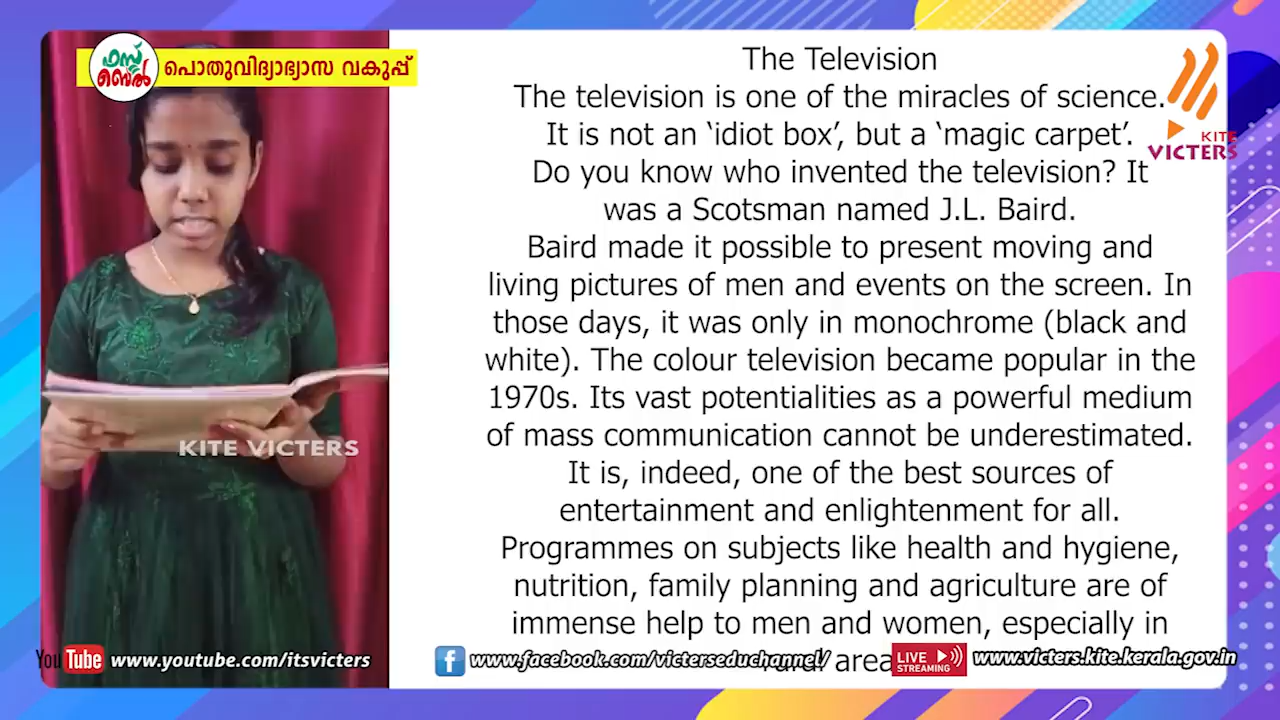 ഫസ്റ്റ്
ബെൽ
പൊതുവിദ്യാഭ്യാസ വകുപ്പ്
KITE
VICTERS
The Television
The television is one of the miracles of science.
It is not an ‘idiot box’, but a ‘magic carpet’.
Do you know who invented the television? It
was a Scotsman named J.L. Baird.
Baird made it possible to present moving and
living pictures of men and events on the screen. In
those days, it was only in monochrome (black and
white). The colour television became popular in the
1970s. Its vast potentialities as a powerful medium
of mass communication cannot be underestimated.
It is, indeed, one of the best sources of
entertainment and enlightenment for all.
Programmes on subjects like health and hygiene,
nutrition, family planning and agriculture are of
immense help to men and women, especially in
KITE VICTERS
YouTube www.youtube.com/itsvicters
f www.facebook.com/victerseduchannel/
LIVE
STREAMING
www.victers.kite.kerala.gov.in